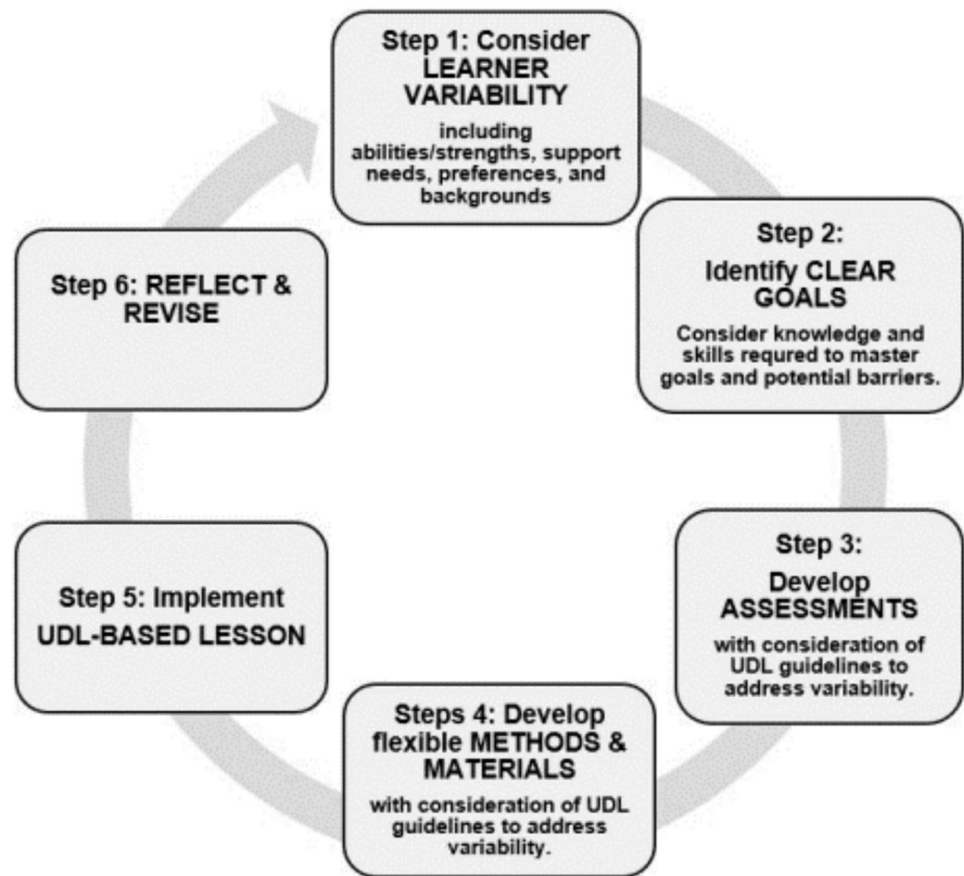 Step 1: Consider
LEARNER
VARIABILITY
including
abilities/strengths, support
needs, preferences, and
backgrounds
Step 2:
Identify CLEAR
GOALS
Consider knowledge and
skills requred to master
goals and potential barriers.
Step 3:
Develop
ASSESSMENTS
with consideration of
UDL guidelines to
address variability.
Steps 4: Develop
flexible METHODS &
MATERIALS
with consideration of UDL
guidelines to address
variability.
Step 5: Implement
UDL-BASED LESSON
Step 6: REFLECT &
REVISE